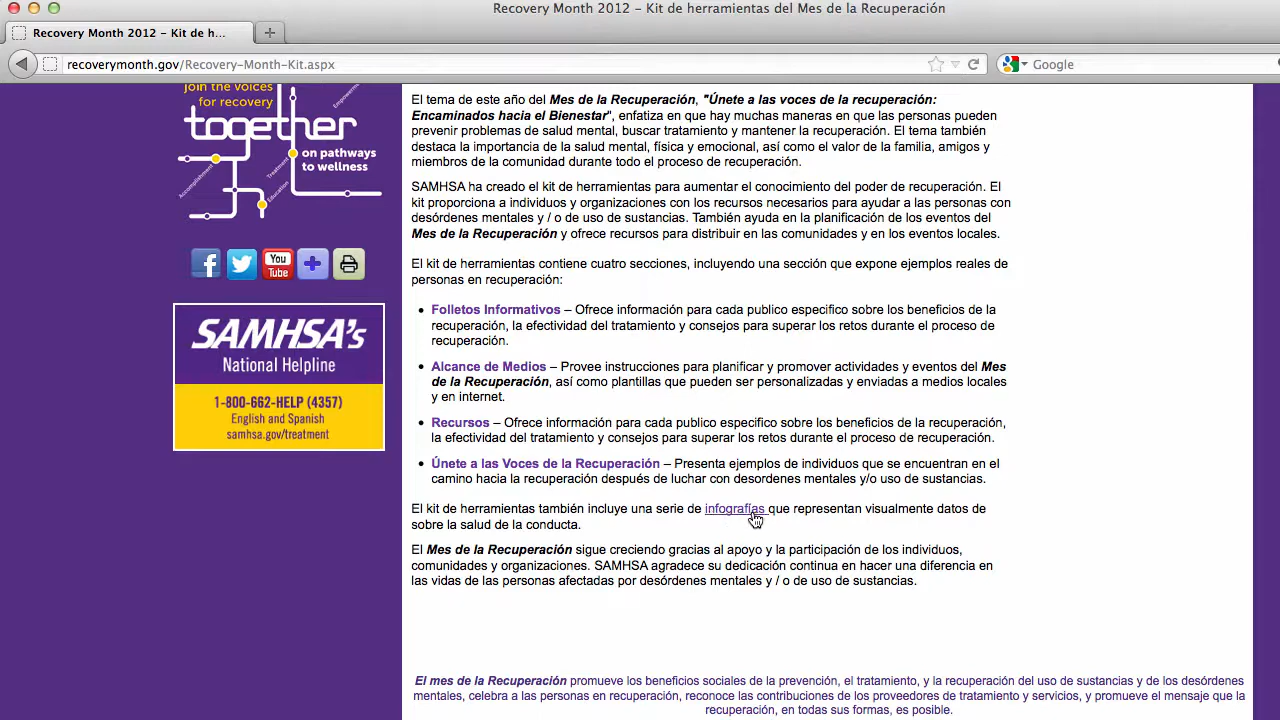 Recovery Month 2012 – Kit de herramientas del Mes de la Recuperación
Recovery Month 2012 – Kit de h...
recoverymonth.gov/Recovery-Month-Kit.aspx
Google
join the voices
for recovery
together
on pathways
to wellness
Empowerment
Treatment
Accomplishment
Education
You
Tube
SAMHSA's
National Helpline
1-800-662-HELP (4357)
English and Spanish
samhsa.gov/treatment
El tema de este año del Mes de la Recuperación, "Únete a las voces de la recuperación:
Encaminados hacia el Bienestar", enfatiza en que hay muchas maneras en que las personas pueden
prevenir problemas de salud mental, buscar tratamiento y mantener la recuperación. El tema también
destaca la importancia de la salud mental, física y emocional, así como el valor de la familia, amigos y
miembros de la comunidad durante todo el proceso de recuperación.
SAMHSA ha creado el kit de herramientas para aumentar el conocimiento del poder de recuperación. El
kit proporciona a individuos y organizaciones con los recursos necesarios para ayudar a las personas con
desórdenes mentales y / o de uso de sustancias. También ayuda en la planificación de los eventos del
Mes de la Recuperación y ofrece recursos para distribuir en las comunidades y en los eventos locales.
El kit de herramientas contiene cuatro secciones, incluyendo una sección que expone ejemplos reales de
personas en recuperación:
• Folletos Informativos – Ofrece información para cada publico especifico sobre los beneficios de la
recuperación, la efectividad del tratamiento y consejos para superar los retos durante el proceso de
recuperación.
• Alcance de Medios – Provee instrucciones para planificar y promover actividades y eventos del Mes
de la Recuperación, así como plantillas que pueden ser personalizadas y enviadas a medios locales
y en internet.
• Recursos – Ofrece información para cada publico especifico sobre los beneficios de la recuperación,
la efectividad del tratamiento y consejos para superar los retos durante el proceso de recuperación.
• Únete a las Voces de la Recuperación – Presenta ejemplos de individuos que se encuentran en el
camino hacia la recuperación después de luchar con desordenes mentales y/o uso de sustancias.
El kit de herramientas también incluye una serie de infografías que representan visualmente datos de
sobre la salud de la conducta.
El Mes de la Recuperación sigue creciendo gracias al apoyo y la participación de los individuos,
comunidades y organizaciones. SAMHSA agradece su dedicación continua en hacer una diferencia en
las vidas de las personas afectadas por desórdenes mentales y / o de uso de sustancias.
El mes de la Recuperación promueve los beneficios sociales de la prevención, el tratamiento, y la recuperación del uso de sustancias y de los desórdenes
mentales, celebra a las personas en recuperación, reconoce las contribuciones de los proveedores de tratamiento y servicios, y promueve el mensaje que la
recuperación, en todas sus formas, es posible.